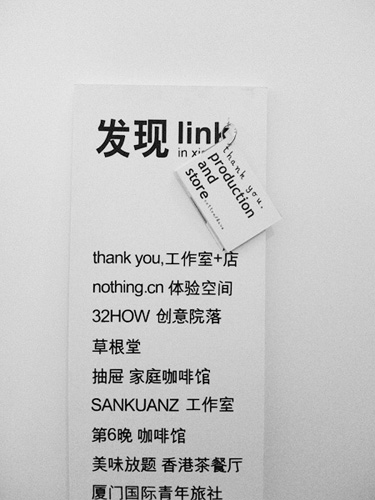 发现 link
in xi
thank you.
production
and
store
thank you,工作室+店
nothing.cn 体验空间
32HOW 创意院落
草根堂
抽屉 家庭咖啡馆
SANKUANZ 工作室
第6晚 咖啡馆
美味放题 香港茶餐厅
厦门国际青年旅社